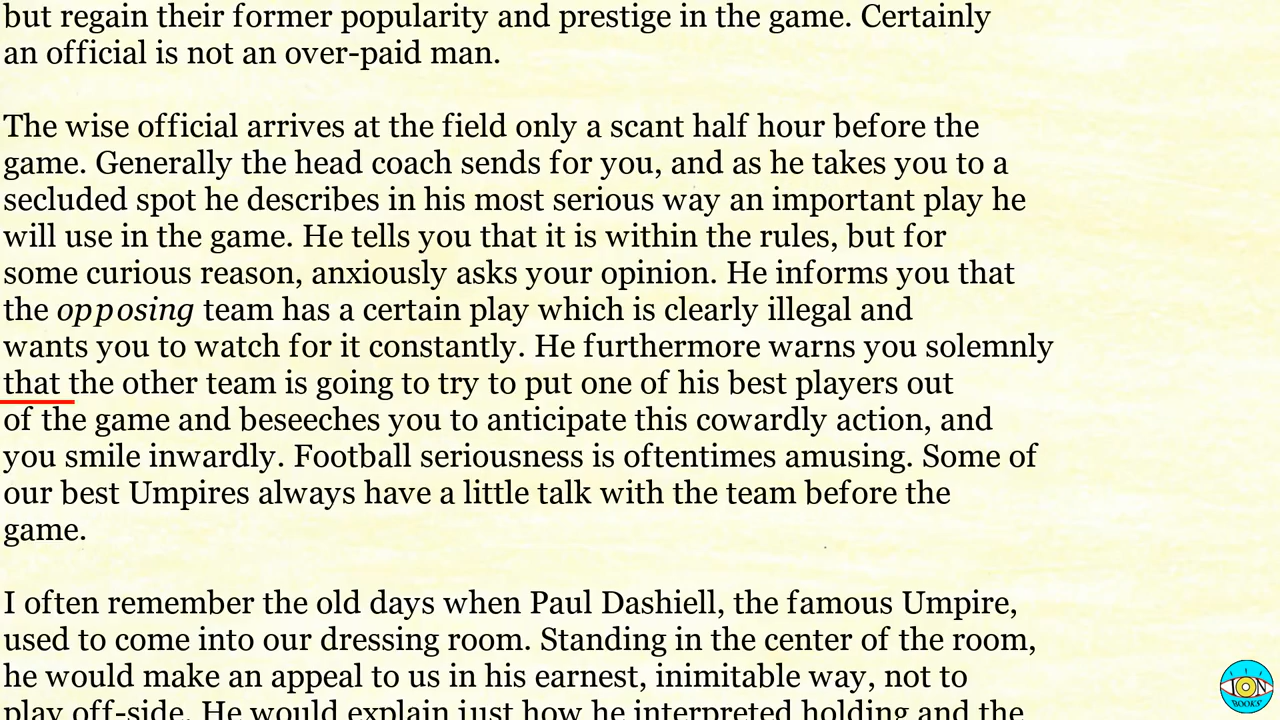 but regain their former popularity and prestige in the game. Certainly
an official is not an over-paid man.
The wise official arrives at the field only a scant half hour before the
game. Generally the head coach sends for you, and as he takes you to a
secluded spot he describes in his most serious way an important play he
will use in the game. He tells you that it is within the rules, but for
some curious reason, anxiously asks your opinion. He informs you that
the opposing team has a certain play which is clearly illegal and
wants you to watch for it constantly. He furthermore warns you solemnly
that the other team is going to try to put one of his best players out
of the game and beseeches you to anticipate this cowardly action, and
you smile inwardly. Football seriousness is oftentimes amusing. Some of
our best Umpires always have a little talk with the team before the
game.
I often remember the old days when Paul Dashiell, the famous Umpire,
used to come into our dressing room. Standing in the center of the room,
he would make an appeal to us in his earnest, inimitable way, not to
play off-side. He would explain just how he interpreted holding and the
ION
BOOKS